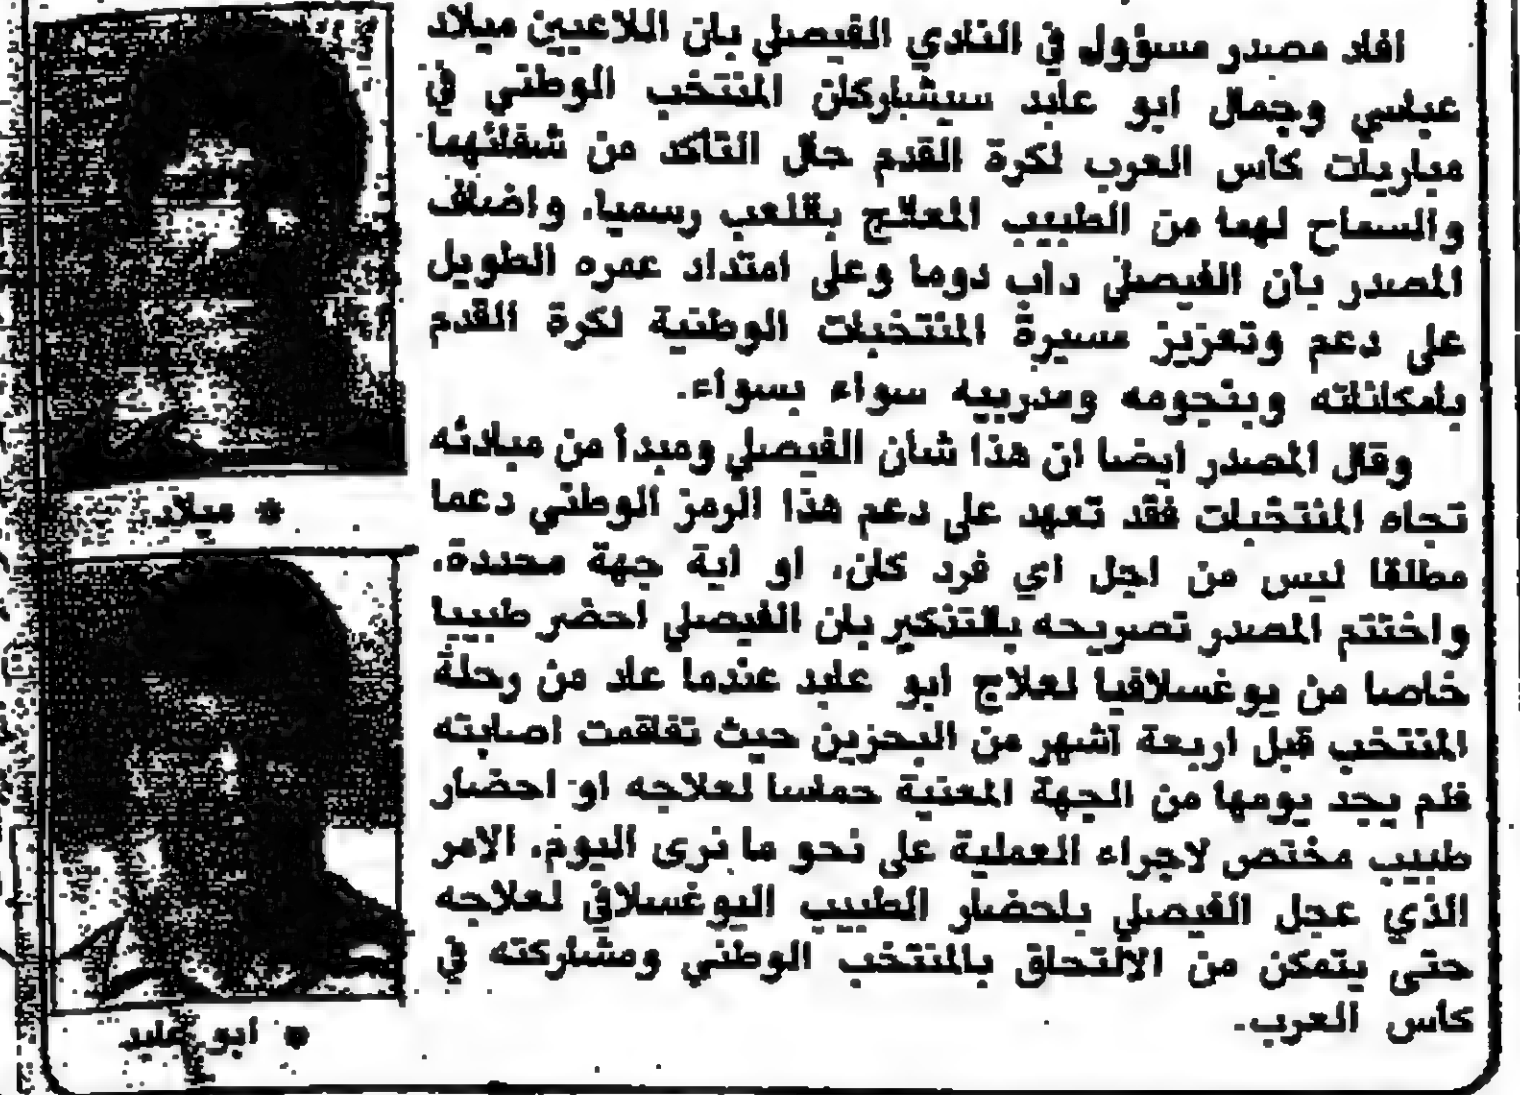 افاد مصدر مسؤول في النادي الفيصلي بان اللاعبين ميلاد
عباسي وجمال ابو عابد سيشاركان المنتخب الوطني في
مباريات كأس العرب لكرة القدم حال التأكد من شفائهما
والسماح لهما من الطبيب المعالج باللعب رسميا، واضاف
المصدر بأن الفيصلي داب دوما وعلى امتداد عمره الطويل
على دعم وتعزيز مسيرة المنتخبات الوطنية لكرة القدم
بامكاناته وبنجومه ومدربيه سواء بسواء.
وقال المصدر ايضا ان هذا شأن الفيصلي ومبدأ من مبادئه
تجاه المنتخبات فقد تعهد على دعم هذا الرمز الوطني دعما
مطلقا ليس من اجل اي فرد كان، او اية جهة محددة،
واختتم المصدر تصريحه بالتذكير بان الفيصلي احضر طبيبا
خاصا من يوغسلافيا لعلاج ابو عابد عندما عاد من رحلة
المنتخب قبل اربعة أشهر من البحرين حيث تفاقمت اصابته
فلم يجد يومها من الجهة المعنية حماسا لعلاجه او احضار
طبيب مختص لاجراء العملية على نحو ما نرى اليوم، الامر
الذي عجل الفيصلي باحضار الطبيب اليوغسلافي لعلاجه
حتى يتمكن من الالتحاق بالمنتخب الوطني ومشاركته في
كأس العرب.
* ميلاد
* ابو عابد